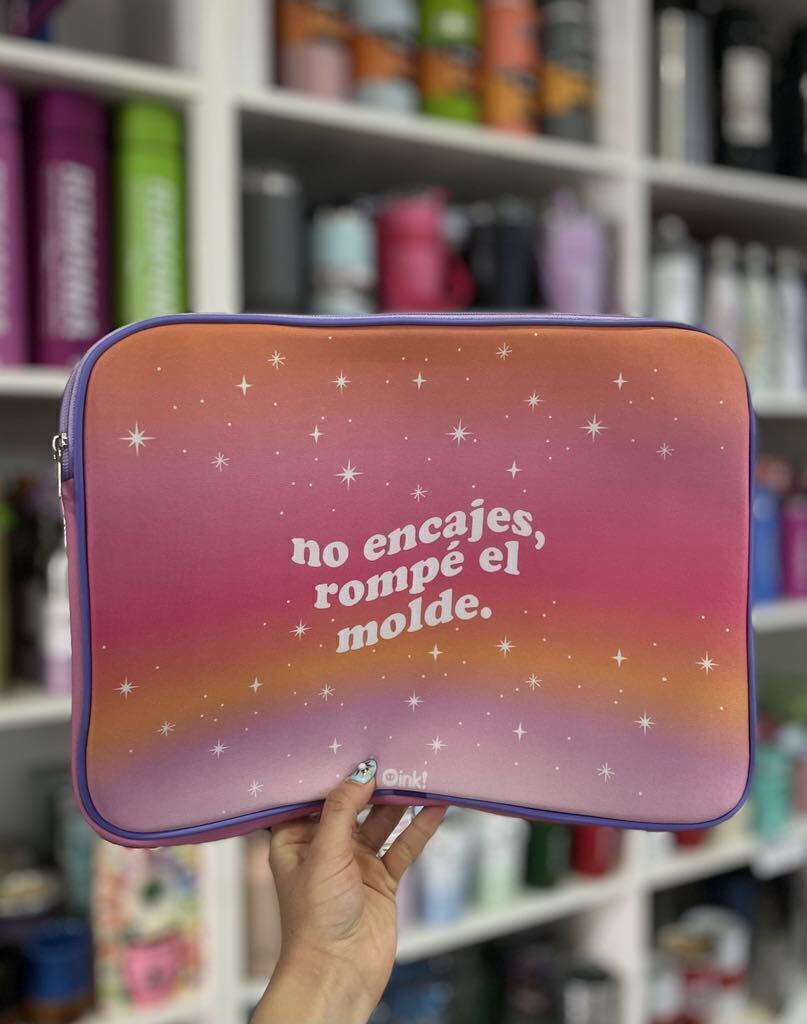 no encajes,
rompé el
molde.
Oink!